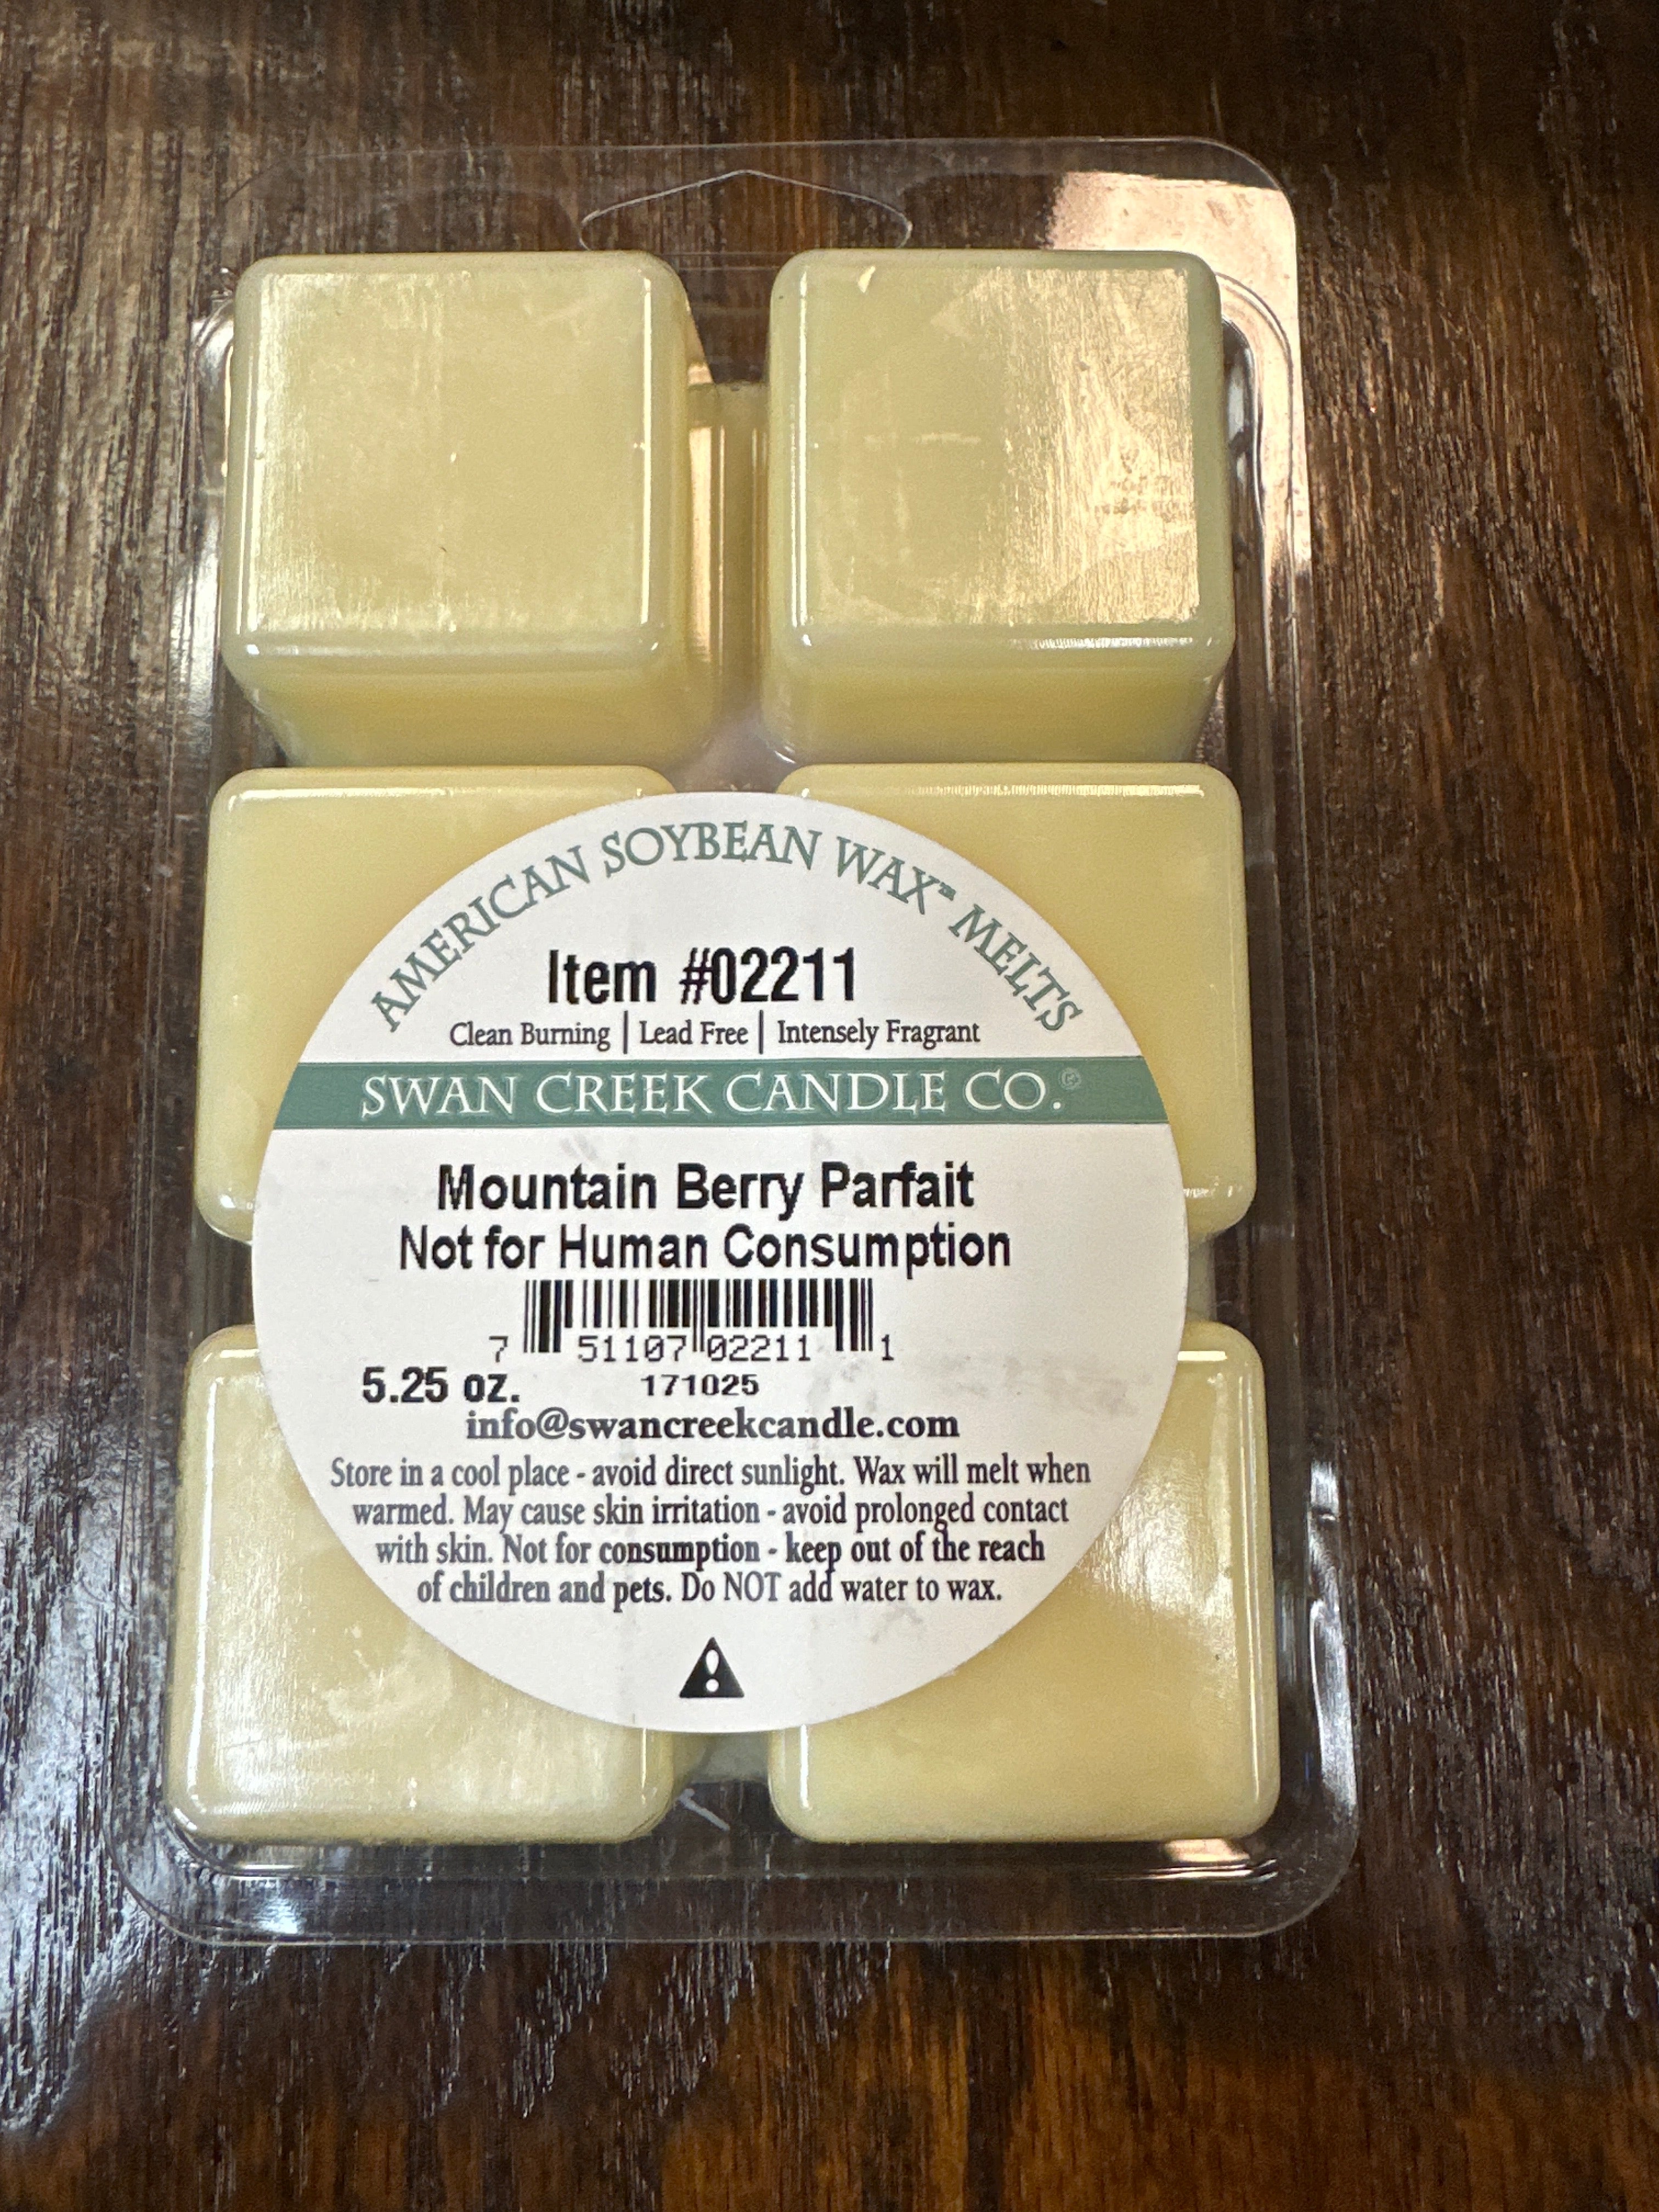 AMERICAN SOYBEAN WAX™ MELTS
Item #02211
Clean Burning | Lead Free | Intensely Fragrant
SWAN CREEK CANDLE CO.®
Mountain Berry Parfait
Not for Human Consumption
7 51107 02211 1
5.25 oz. 171025
info@swancreekcandle.com
Store in a cool place - avoid direct sunlight. Wax will melt when
warmed. May cause skin irritation - avoid prolonged contact
with skin. Not for consumption - keep out of the reach
of children and pets. Do NOT add water to wax.